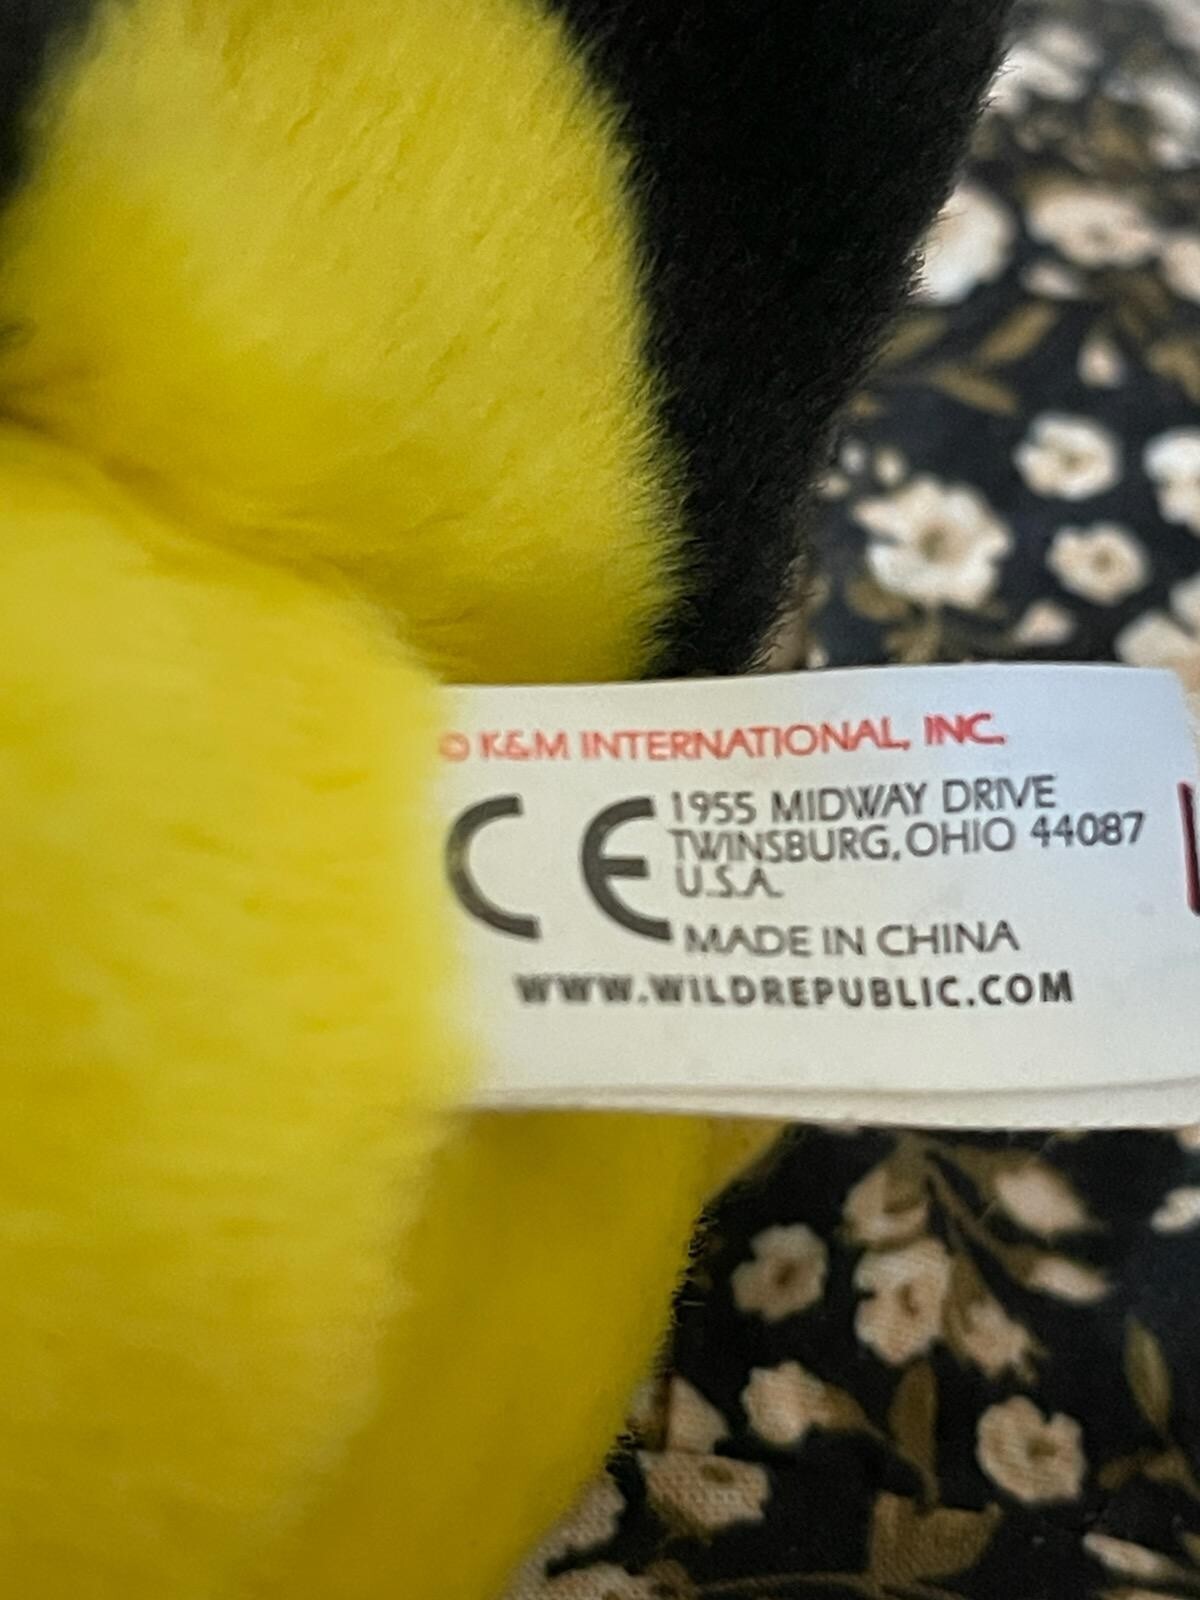 © K&M INTERNATIONAL, INC.
CE
1955 MIDWAY DRIVE
TWINSBURG, OHIO 44087
U.S.A.
MADE IN CHINA
WWW.WILDREPUBLIC.COM